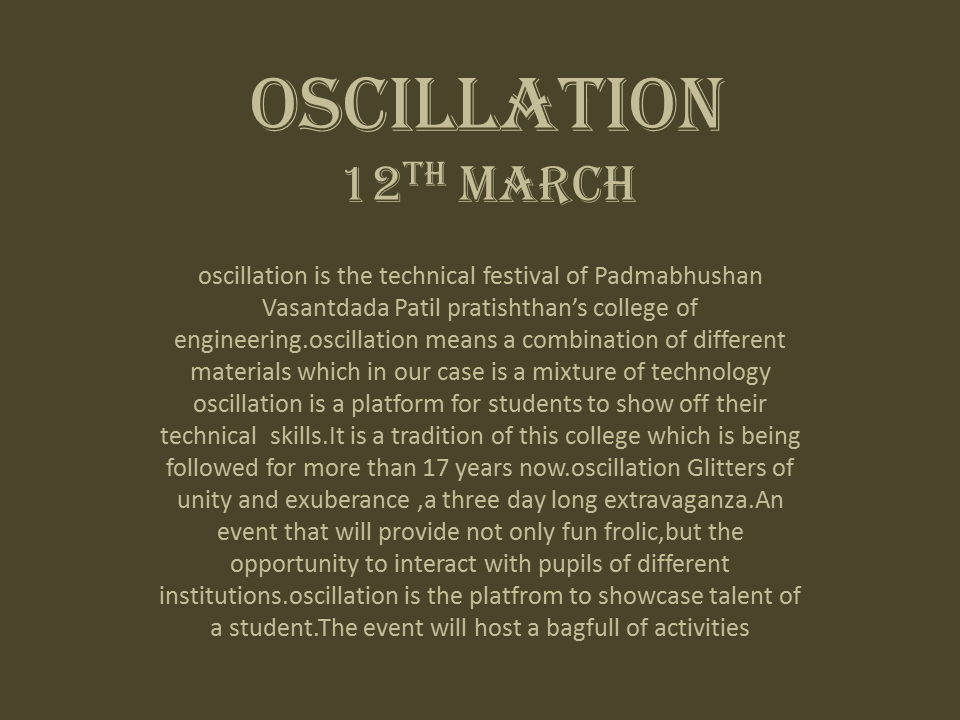 OSCILLATION
12TH MARCH
oscillation is the technical festival of Padmabhushan
Vasantdada Patil pratishthan’s college of
engineering.oscillation means a combination of different
materials which in our case is a mixture of technology
oscillation is a platform for students to show off their
technical  skills.It is a tradition of this college which is being
followed for more than 17 years now.oscillation Glitters of
unity and exuberance ,a three day long extravaganza.An
event that will provide not only fun frolic,but the
opportunity to interact with pupils of different
institutions.oscillation is the platfrom to showcase talent of
a student.The event will host a bagfull of activities